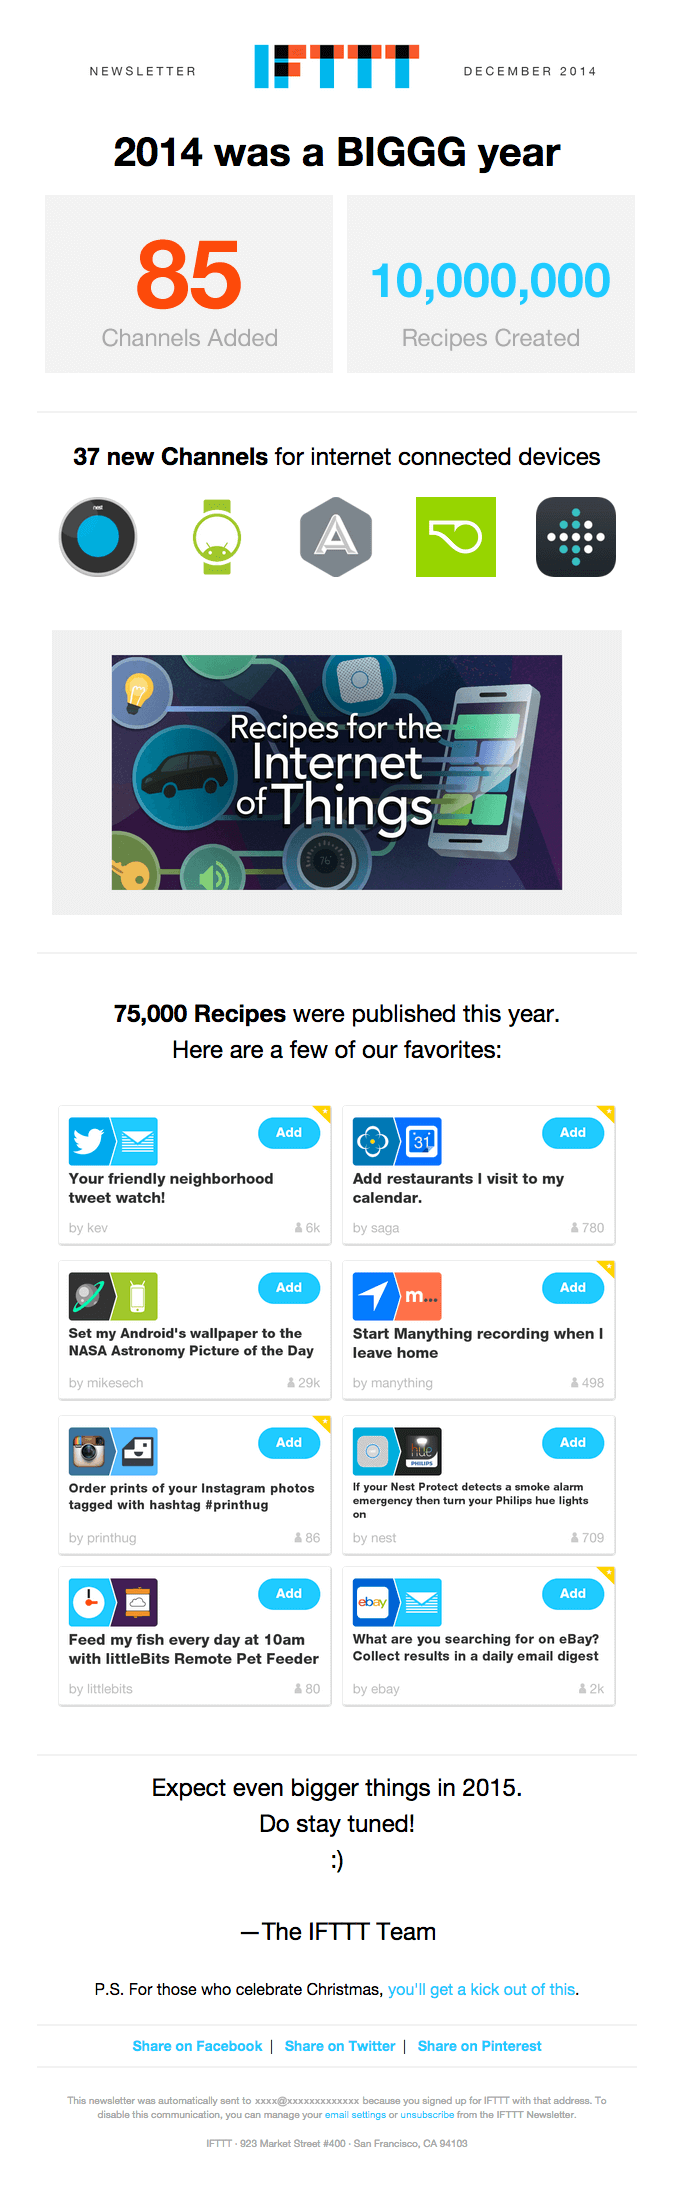 NEWSLETTER
IFTTT
DECEMBER 2014
2014 was a BIGGG year
85
Channels Added
10,000,000
Recipes Created
37 new Channels for internet connected devices
nest
A
Recipes for the
Internet
of Things
76°
75,000 Recipes were published this year.
Here are a few of our favorites:
Add
Your friendly neighborhood
tweet watch!
by kev
6k
31
Add
Add restaurants I visit to my
calendar.
by saga
780
Add
Set my Android's wallpaper to the
NASA Astronomy Picture of the Day
by mikesech
29k
m...
Add
Start Manything recording when I
leave home
by manything
498
Add
Order prints of your Instagram photos
tagged with hashtag #printhug
by printhug
86
hue
PHILIPS
Add
If your Nest Protect detects a smoke alarm
emergency then turn your Philips hue lights
on
by nest
709
Add
Feed my fish every day at 10am
with littleBits Remote Pet Feeder
by littlebits
80
ebay
Add
What are you searching for on eBay?
Collect results in a daily email digest
by ebay
2k
Expect even bigger things in 2015.
Do stay tuned!
:)
—The IFTTT Team
P.S. For those who celebrate Christmas, you'll get a kick out of this.
Share on Facebook | Share on Twitter | Share on Pinterest
This newsletter was automatically sent to xxxx@xxxxxxxxxxxxx because you signed up for IFTTT with that address. To
disable this communication, you can manage your email settings or unsubscribe from the IFTTT Newsletter.
IFTTT · 923 Market Street #400 · San Francisco, CA 94103